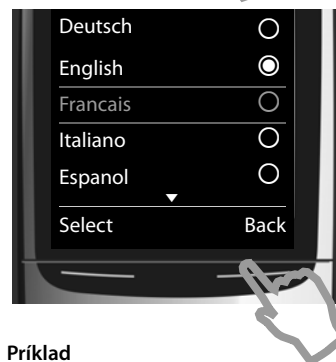 Deutsch
English
Francais
Italiano
Espanol
Select Back
Príklad